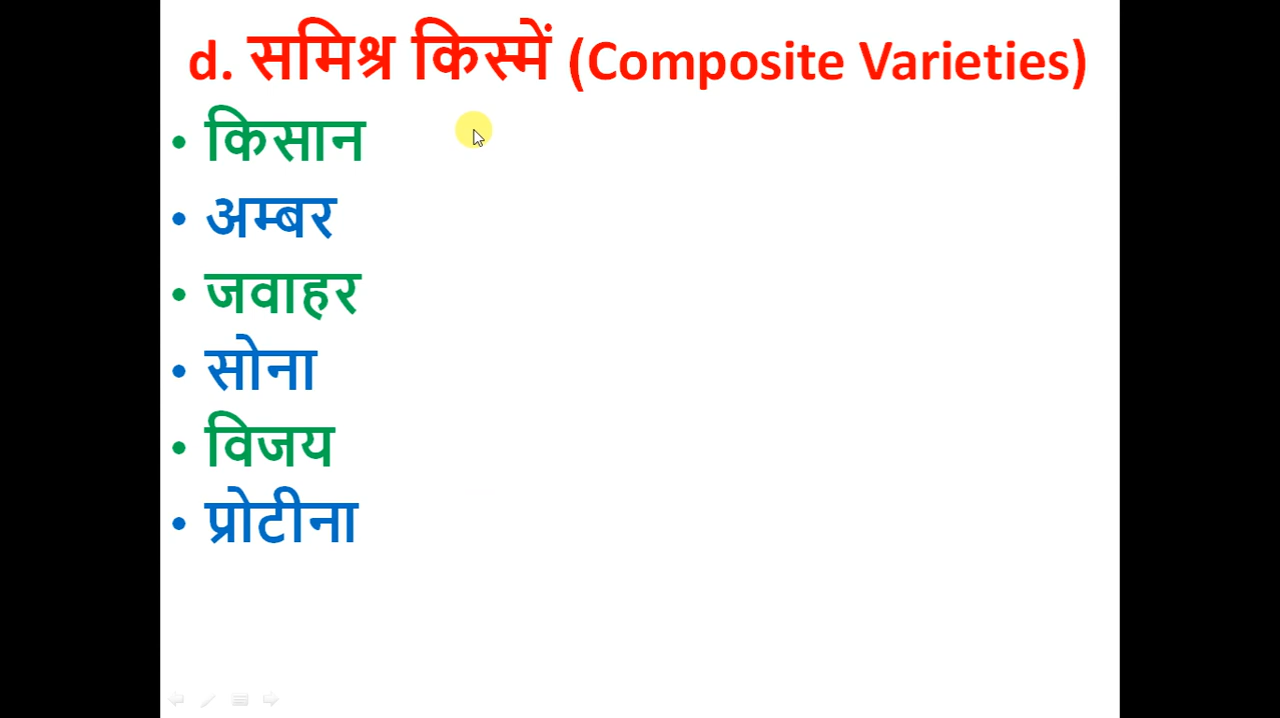 d. समिश्र किस्में (Composite Varieties)
• किसान
• अम्बर
• जवाहर
• सोना
• विजय
• प्रोटीना